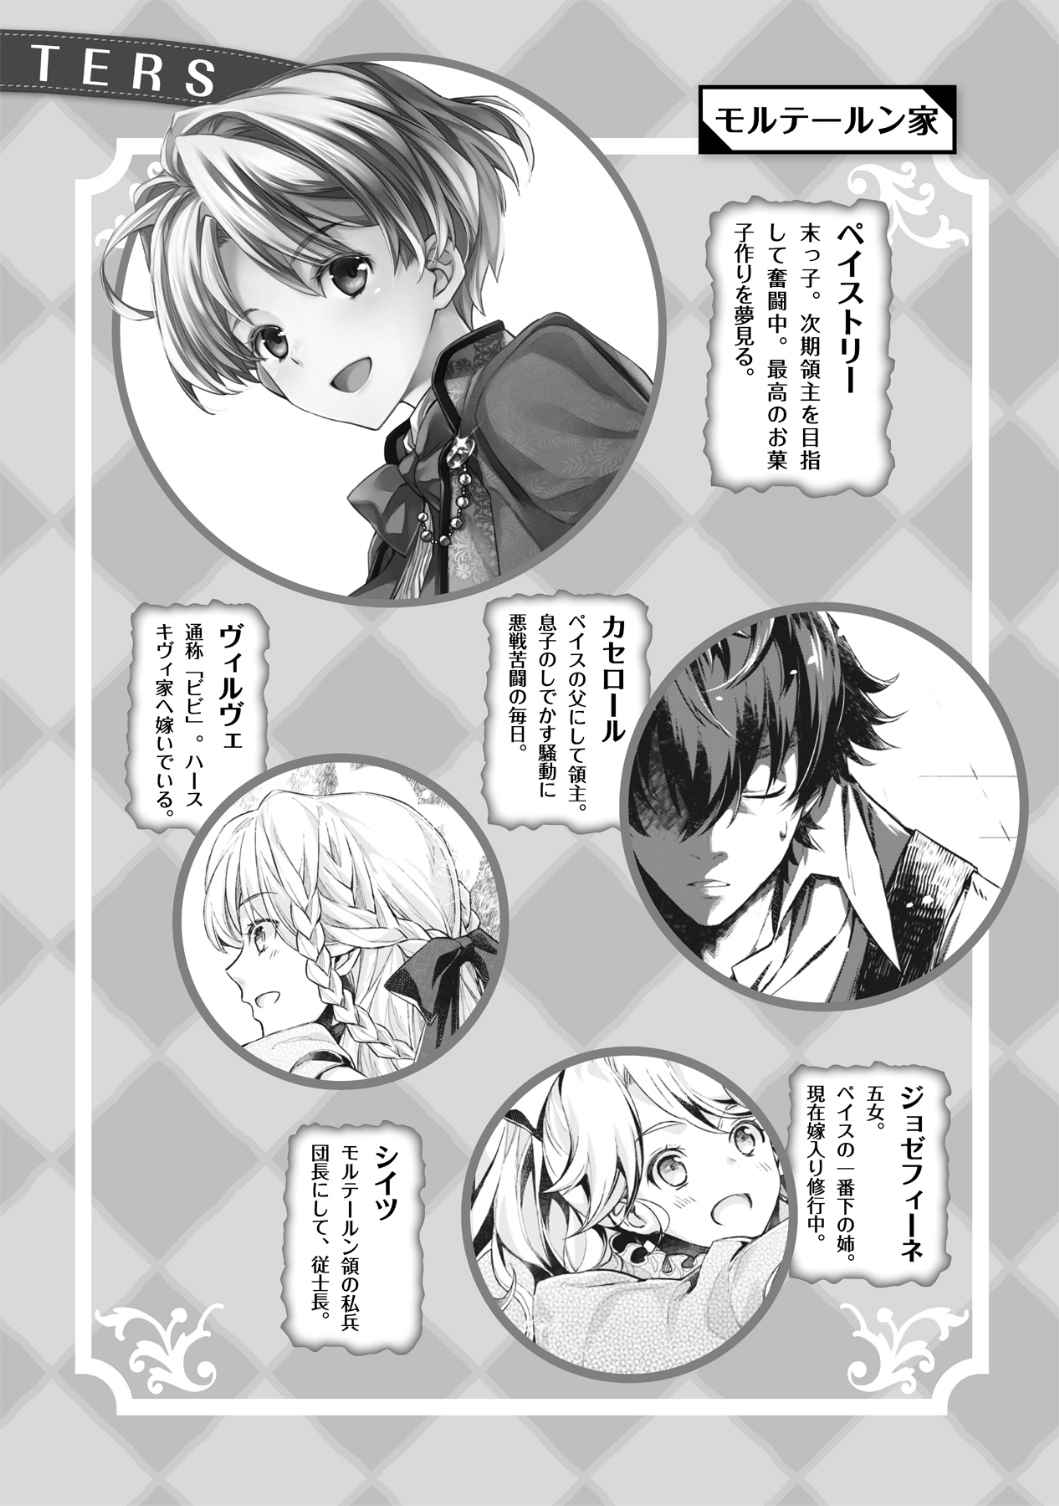 TERS
モルテールン家
ペイストリー
末っ子。次期領主を目指
して奮闘中。最高のお菓
子作りを夢見る。
カセロール
ペイスの父にして領主。
息子のしでかす騒動に
悪戦苦闘の毎日。
ヴィルヴェ
通称「ビビ」。ハース
キヴィ家へ嫁いでいる。
ジョゼフィーネ
五女。
ペイスの一番下の姉。
現在嫁入り修行中。
シイツ
モルテールン領の私兵
団長にして、従士長。